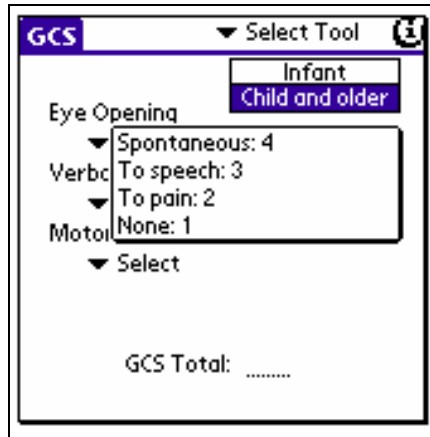 GCS Select Tool
Infant
Child and older
Eye Opening
Spontaneous: 4
To speech: 3
To pain: 2
None: 1
Select
GCS Total: